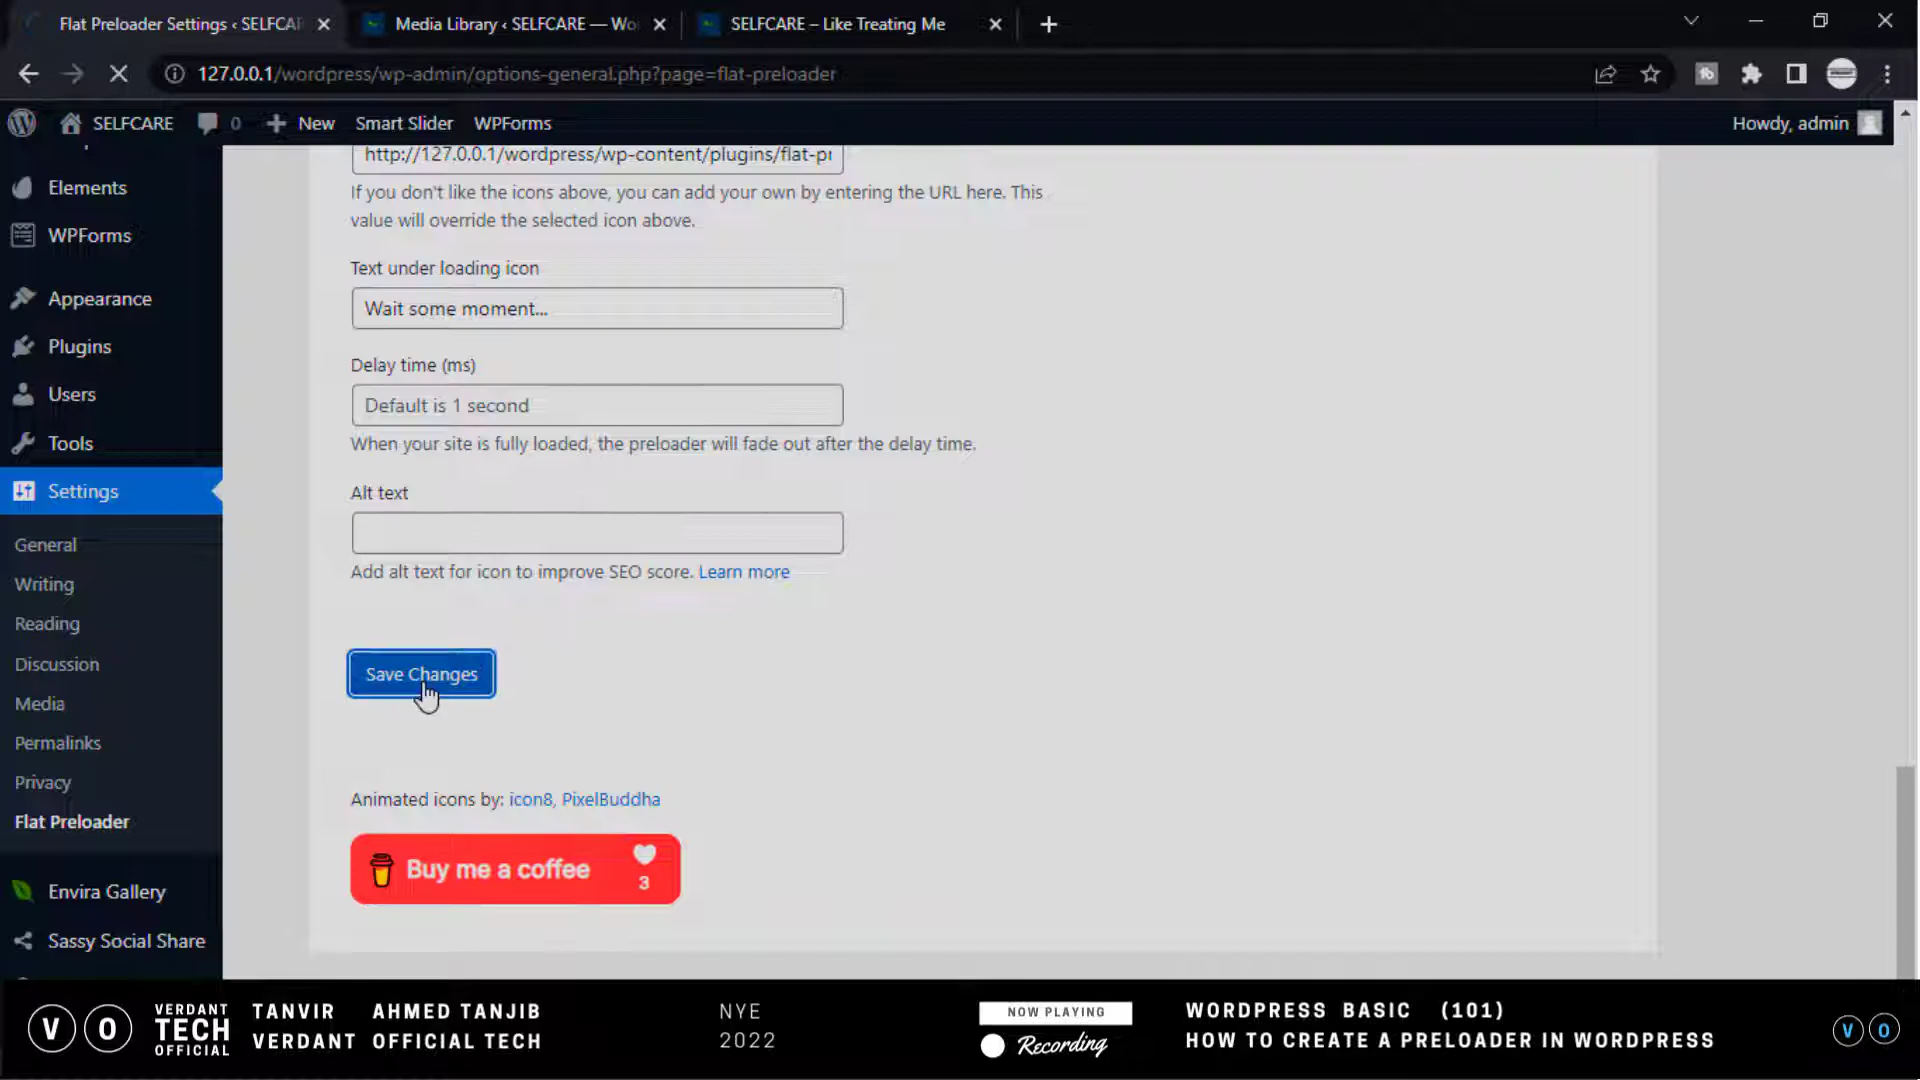 Flat Preloader Settings ‹ SELFCA
Media Library ‹ SELFCARE — Wo
SELFCARE – Like Treating Me
127.0.0.1/wordpress/wp-admin/options-general.php?page=flat-preloader
SELFCARE
0
New
Smart Slider
WPForms
Howdy, admin
Elements
WPForms
Appearance
Plugins
Users
Tools
Settings
General
Writing
Reading
Discussion
Media
Permalinks
Privacy
Flat Preloader
Envira Gallery
Sassy Social Share
http://127.0.0.1/wordpress/wp-content/plugins/flat-pr
If you don't like the icons above, you can add your own by entering the URL here. This
value will override the selected icon above.
Text under loading icon
Wait some moment...
Delay time (ms)
Default is 1 second
When your site is fully loaded, the preloader will fade out after the delay time.
Alt text
Add alt text for icon to improve SEO score. Learn more
Save Changes
Animated icons by: icon8, PixelBuddha
Buy me a coffee
3
V O
VERDANT
TECH
OFFICIAL
TANVIR AHMED TANJIB
VERDANT OFFICIAL TECH
NYE
2022
NOW PLAYING
Recording
WORDPRESS BASIC (101)
HOW TO CREATE A PRELOADER IN WORDPRESS
V O